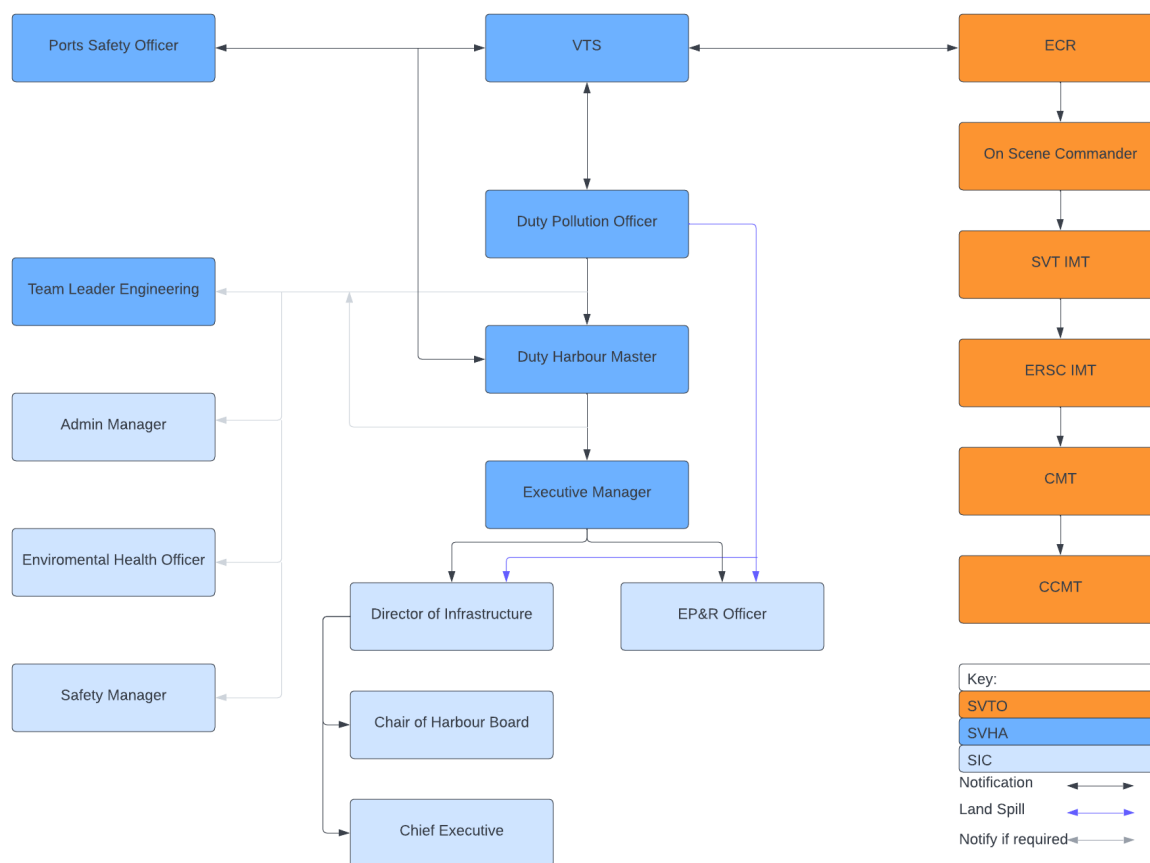 Ports Safety Officer
VTS
ECR
On Scene Commander
Duty Pollution Officer
SVT IMT
Team Leader Engineering
Duty Harbour Master
ERSC IMT
Admin Manager
Executive Manager
CMT
Enviromental Health Officer
Director of Infrastructure
EP&R Officer
CCMT
Safety Manager
Chair of Harbour Board
Chief Executive
Key:
SVTO
SVHA
SIC
Notification
Land Spill
Notify if required